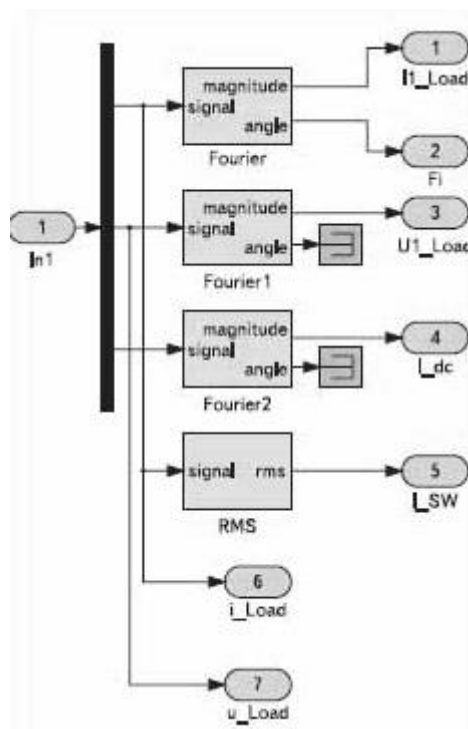 1
I1_Load
magnitude
signal
angle
Fourier
2
Fi
1
In1
magnitude
signal
angle
Fourier1
3
U1_Load
magnitude
signal
angle
Fourier2
4
I_dc
signal rms
RMS
5
I_SW
6
i_Load
7
u_Load